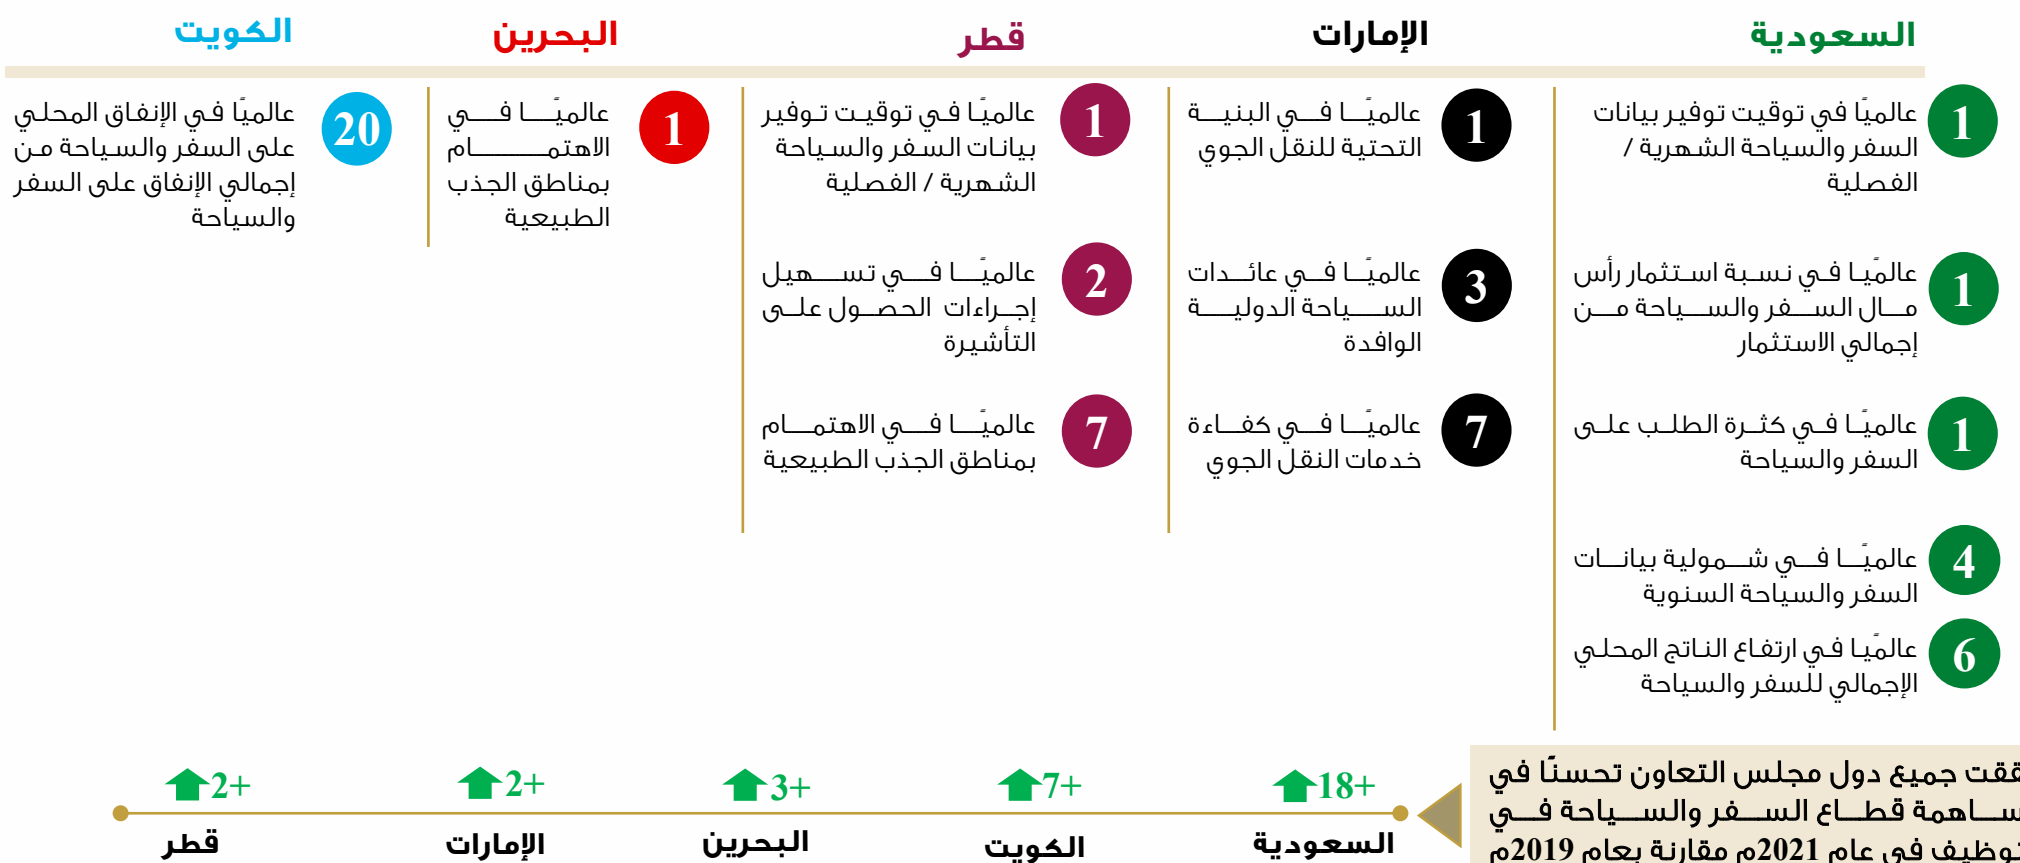 السعودية
1
عالميًا في توقيت توفير بيانات
السفر والسياحة الشهرية /
الفصلية
1
عالميًا في نسبة استثمار رأس
مال السفر والسياحة من
إجمالي الاستثمار
1
عالميًا في كثرة الطلب على
السفر والسياحة
4
عالميًا في شمولية بيانات
السفر والسياحة السنوية
6
عالميًا في ارتفاع الناتج المحلي
الإجمالي للسفر والسياحة
الإمارات
1
عالميًا في البنية
التحتية للنقل الجوي
3
عالميًا في عائدات
السياحة الدولية
الوافدة
7
عالميًا في كفاءة
خدمات النقل الجوي
قطر
1
عالميًا في توقيت توفير
بيانات السفر والسياحة
الشهرية / الفصلية
2
عالميًا في تسهيل
إجراءات الحصول على
التأشيرة
7
عالميًا في الاهتمام
بمناطق الجذب الطبيعية
البحرين
1
عالميًا في
الاهتمام
بمناطق الجذب
الطبيعية
الكويت
20
عالميًا في الإنفاق المحلي
على السفر والسياحة من
إجمالي الإنفاق على السفر
والسياحة
جميع دول مجلس التعاون تحسنًا في
قطاع السفر والسياحة في
في عام 2021م مقارنة بعام 2019م
18+
السعودية
7+
الكويت
3+
البحرين
2+
الإمارات
2+
قطر